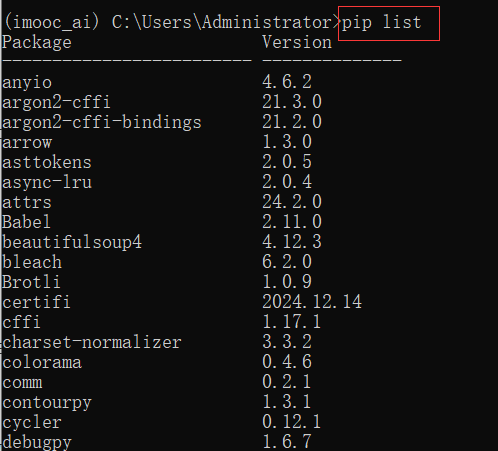 (imooc_ai) C:\Users\Administrator>pip list
Package                   Version
------------------------- --------------
anyio                     4.6.2
argon2-cffi               21.3.0
argon2-cffi-bindings      21.2.0
arrow                     1.3.0
asttokens                 2.0.5
async-lru                 2.0.4
attrs                     24.2.0
Babel                     2.11.0
beautifulsoup4            4.12.3
bleach                    6.2.0
Brotli                    1.0.9
certifi                   2024.12.14
cffi                      1.17.1
charset-normalizer        3.3.2
colorama                  0.4.6
comm                      0.2.1
contourpy                 1.3.1
cycler                    0.12.1
debugpy                   1.6.7